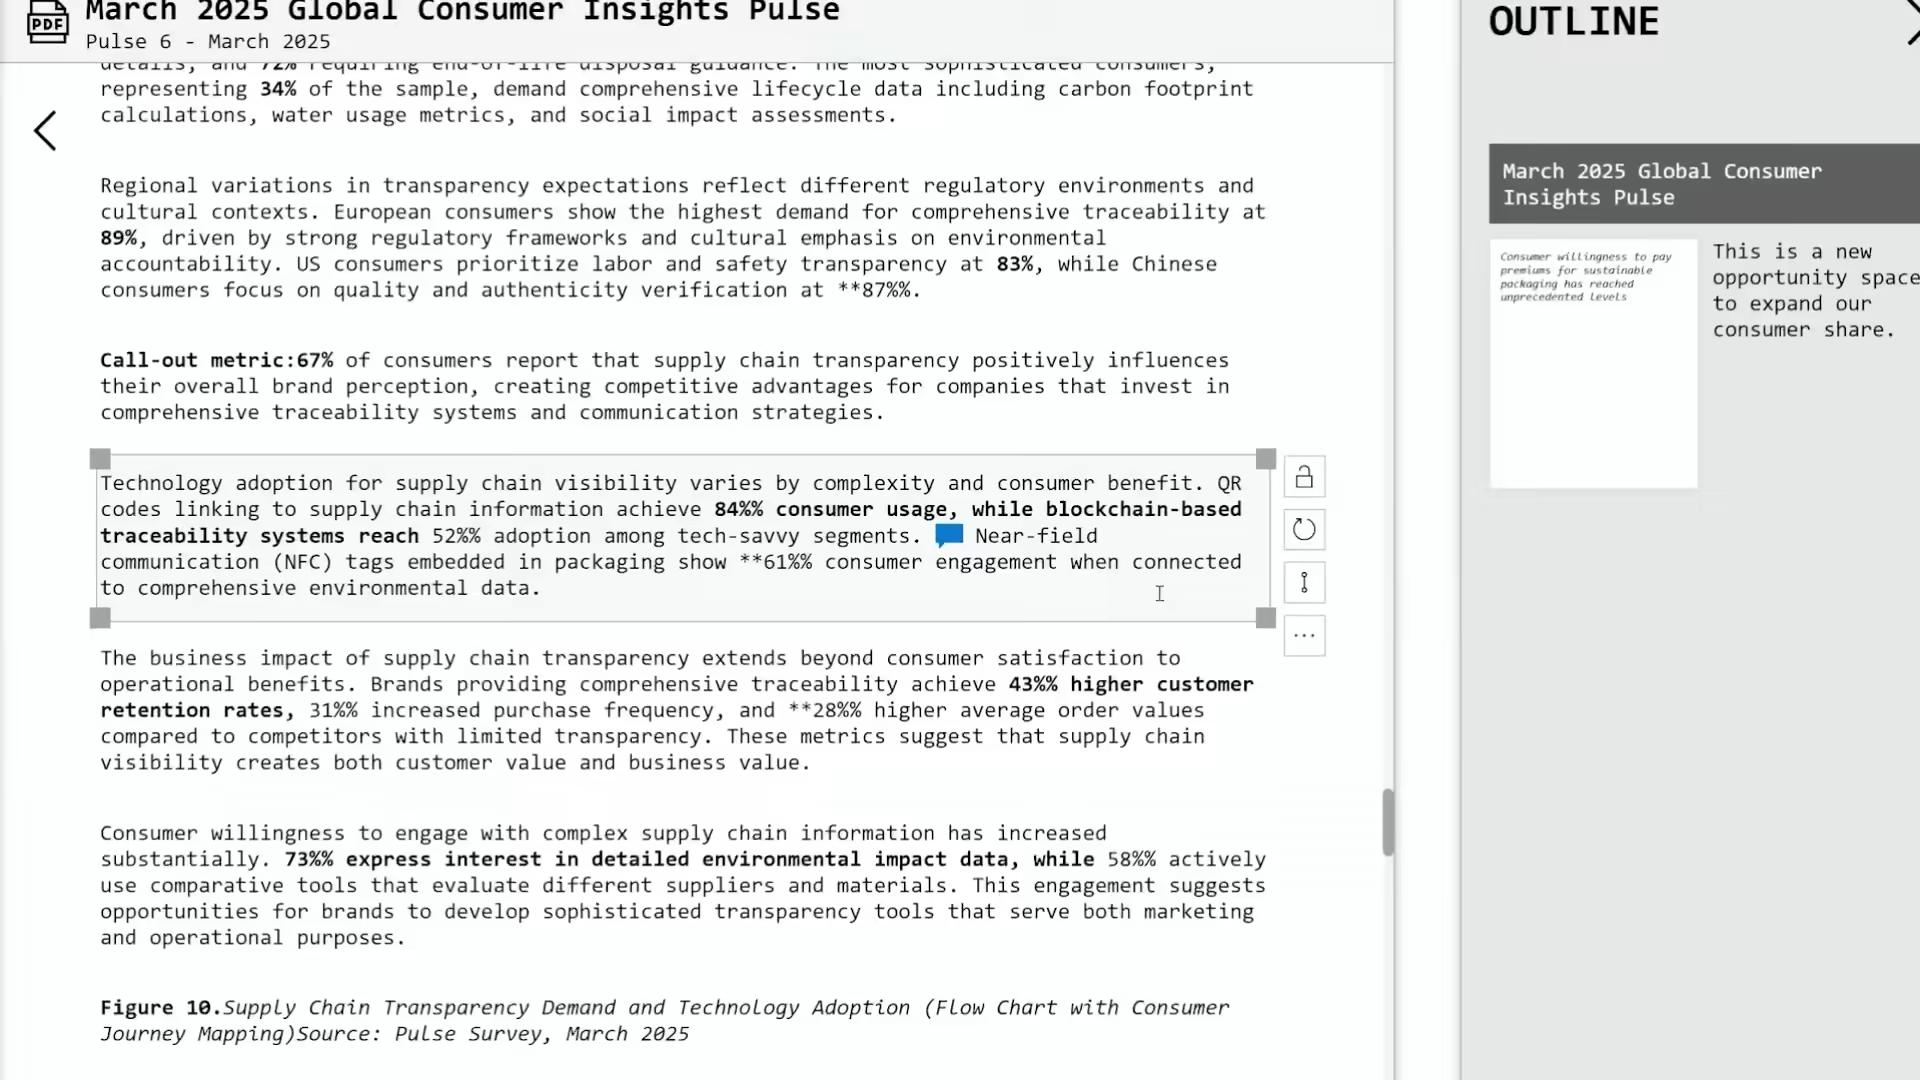 March 2025 Global Consumer Insights Pulse
PDF
Pulse 6 - March 2025
details, and 72% requiring end-of-life disposal guidance. The most sophisticated consumers,
representing 34% of the sample, demand comprehensive lifecycle data including carbon footprint
calculations, water usage metrics, and social impact assessments.
Regional variations in transparency expectations reflect different regulatory environments and
cultural contexts. European consumers show the highest demand for comprehensive traceability at
89%, driven by strong regulatory frameworks and cultural emphasis on environmental
accountability. US consumers prioritize labor and safety transparency at 83%, while Chinese
consumers focus on quality and authenticity verification at **87%%.
Call-out metric:67% of consumers report that supply chain transparency positively influences
their overall brand perception, creating competitive advantages for companies that invest in
comprehensive traceability systems and communication strategies.
Technology adoption for supply chain visibility varies by complexity and consumer benefit. QR
codes linking to supply chain information achieve 84%% consumer usage, while blockchain-based
traceability systems reach 52%% adoption among tech-savvy segments. Near-field
communication (NFC) tags embedded in packaging show **61%% consumer engagement when connected
to comprehensive environmental data.
The business impact of supply chain transparency extends beyond consumer satisfaction to
operational benefits. Brands providing comprehensive traceability achieve 43%% higher customer
retention rates, 31%% increased purchase frequency, and **28%% higher average order values
compared to competitors with limited transparency. These metrics suggest that supply chain
visibility creates both customer value and business value.
Consumer willingness to engage with complex supply chain information has increased
substantially. 73%% express interest in detailed environmental impact data, while 58%% actively
use comparative tools that evaluate different suppliers and materials. This engagement suggests
opportunities for brands to develop sophisticated transparency tools that serve both marketing
and operational purposes.
Figure 10.Supply Chain Transparency Demand and Technology Adoption (Flow Chart with Consumer
Journey Mapping)Source: Pulse Survey, March 2025
OUTLINE
March 2025 Global Consumer
Insights Pulse
Consumer willingness to pay
premiums for sustainable
packaging has reached
unprecedented levels
This is a new
opportunity space
to expand our
consumer share.